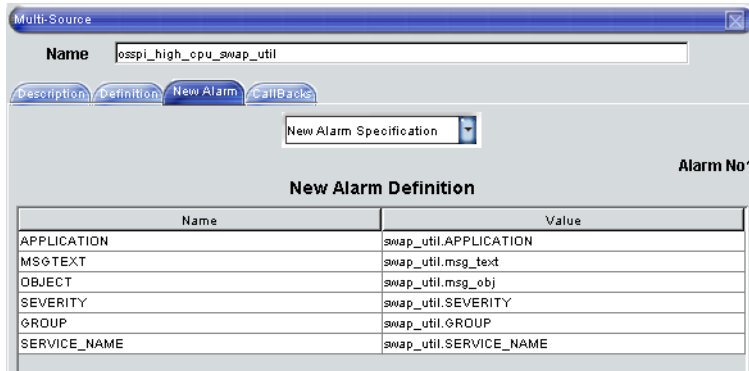 Multi-Source
Name osspi_high_cpu_swap_util
Description Definition New Alarm CallBacks
New Alarm Specification
Alarm No
New Alarm Definition
Name Value
APPLICATION swap_util.APPLICATION
MSGTEXT swap_util.msg_text
OBJECT swap_util.msg_obj
SEVERITY swap_util.SEVERITY
GROUP swap_util.GROUP
SERVICE_NAME swap_util.SERVICE_NAME